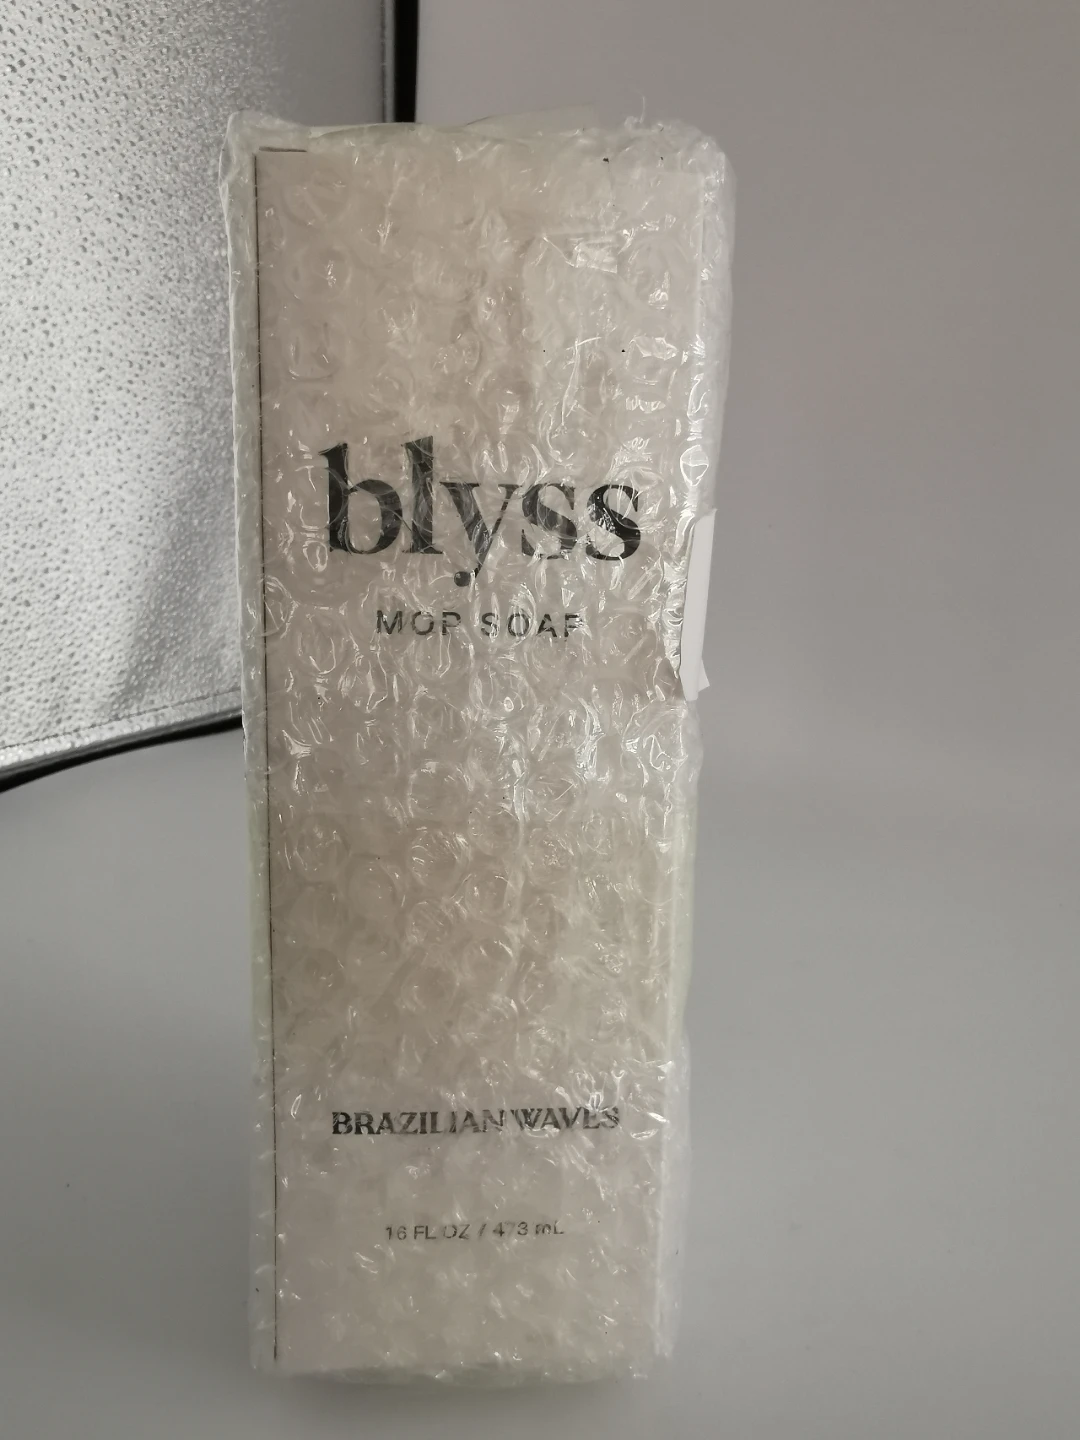 blyss
MOP SOAP
BRAZILIAN WAVES
16 FL OZ / 473 mL